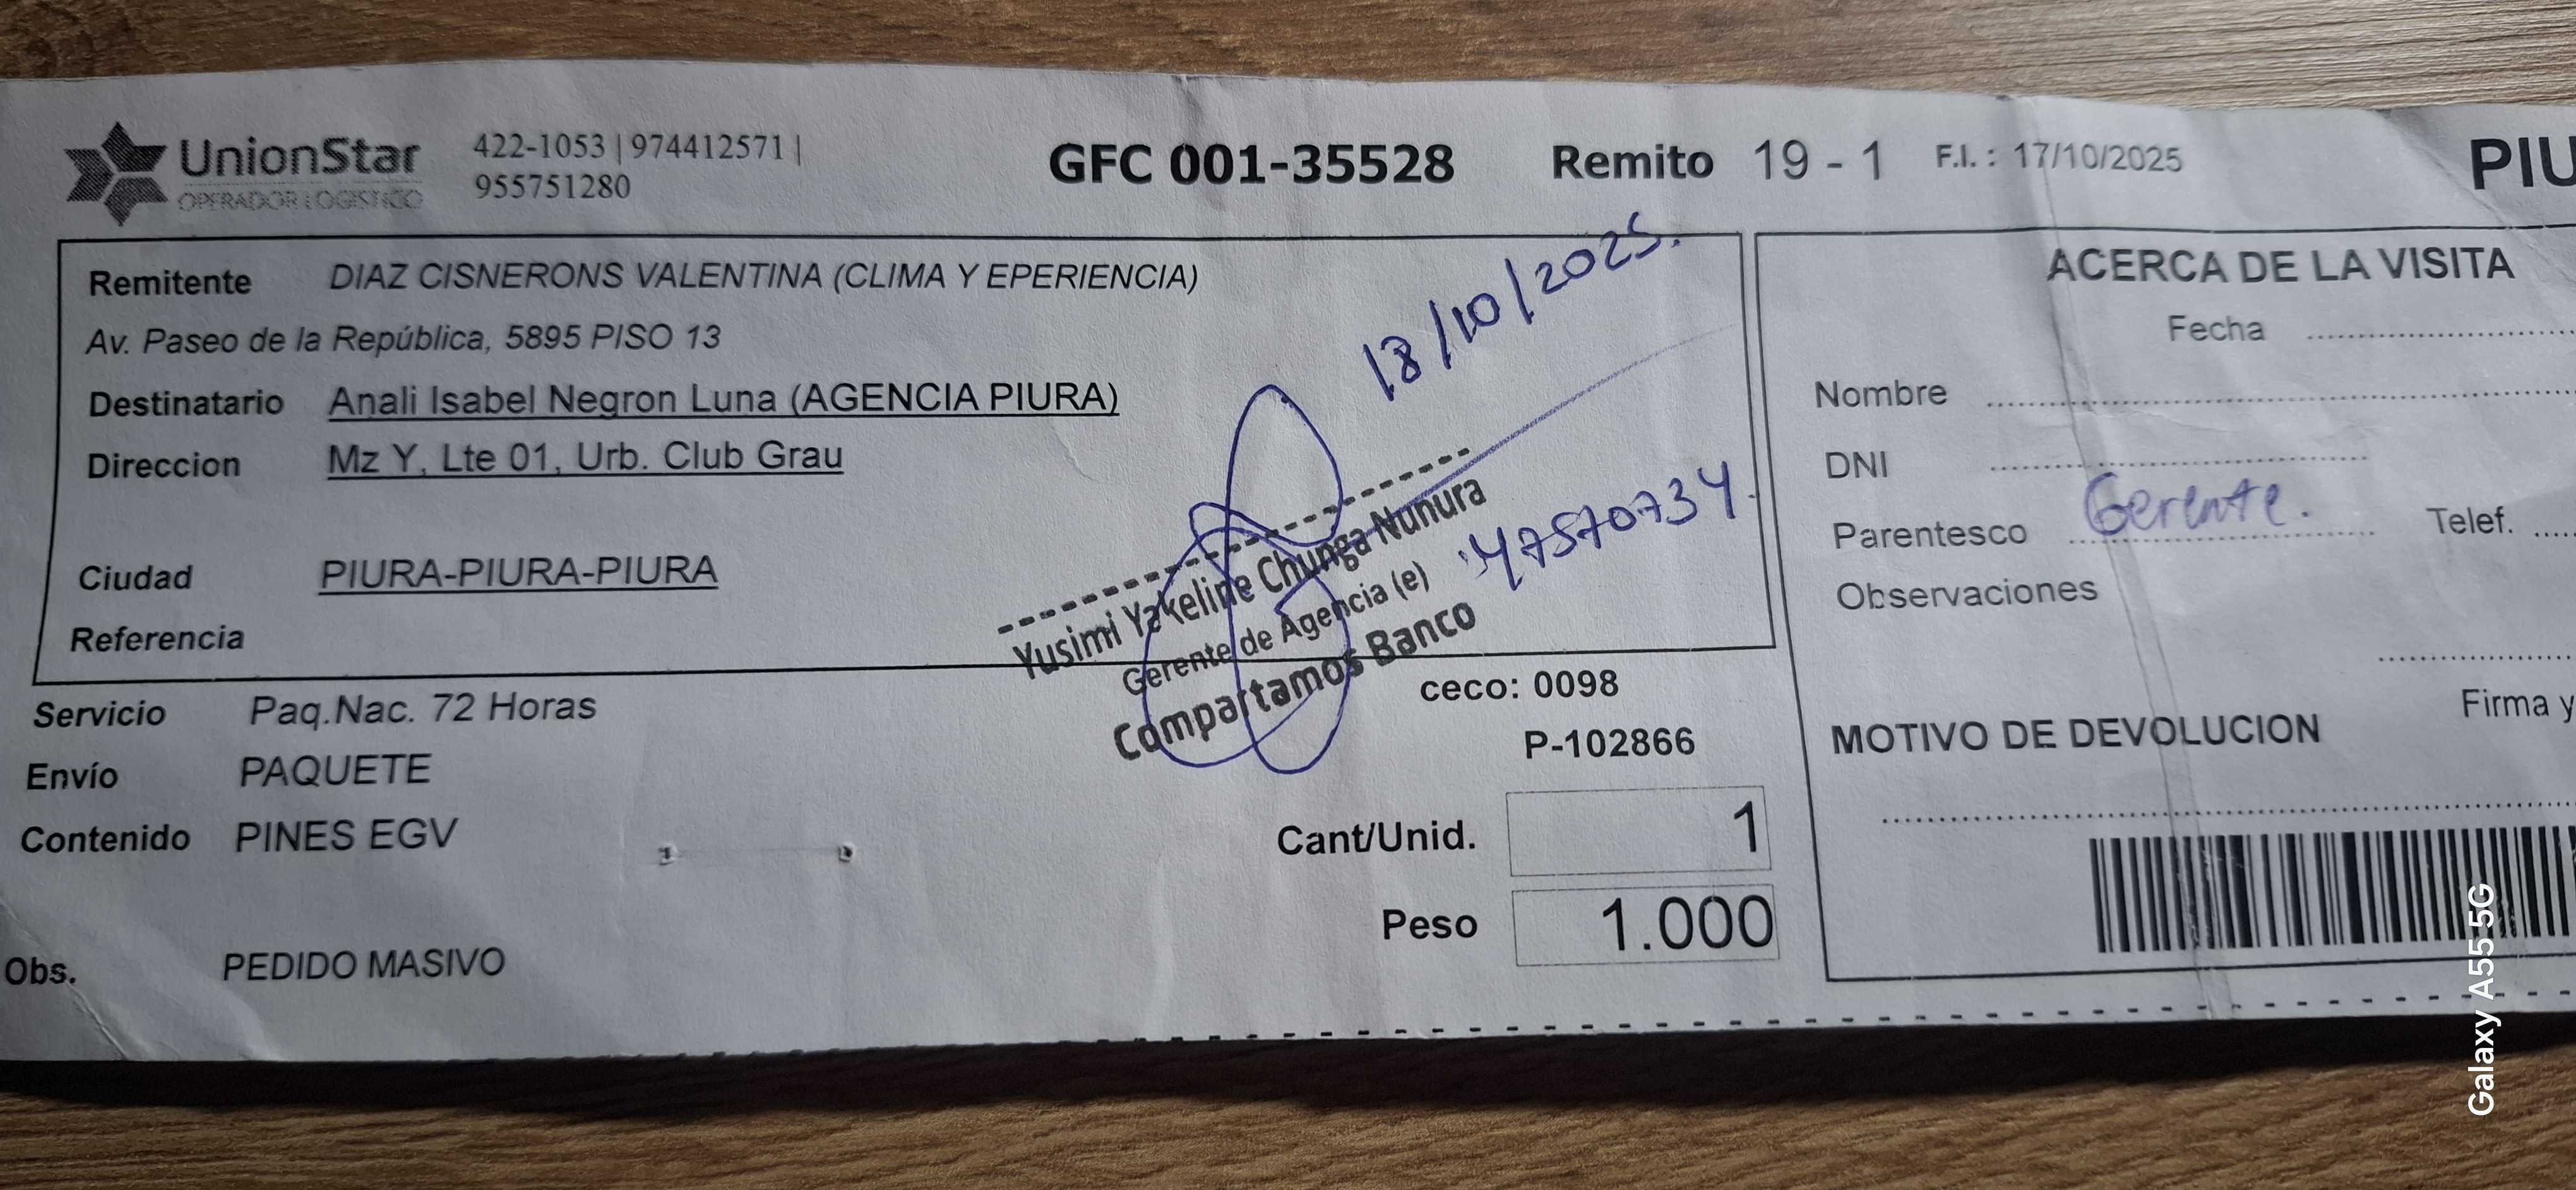 UnionStar
OPERADOR LOGISTICO
422-1053 | 974412571 |
955751280
GFC 001-35528 Remito 19 - 1 F.I. : 17/10/2025
PIU
Remitente DIAZ CISNERONS VALENTINA (CLIMA Y EPERIENCIA)
Av. Paseo de la República, 5895 PISO 13
Destinatario Anali Isabel Negron Luna (AGENCIA PIURA)
Direccion Mz Y, Lte 01, Urb. Club Grau
Ciudad PIURA-PIURA-PIURA
Referencia
18/10/2025.
Yusimi Yakeline Chunga Nunura
Gerente de Agencia (e)
Compartamos Banco
47570734
Servicio Paq.Nac. 72 Horas
Envío PAQUETE
Contenido PINES EGV
Obs. PEDIDO MASIVO
ceco: 0098
P-102866
Cant/Unid. 1
Peso 1.000
ACERCA DE LA VISITA
Fecha
Nombre
DNI
Parentesco Gerente. Telef.
Observaciones
Firma y
MOTIVO DE DEVOLUCION
Galaxy A55 5G